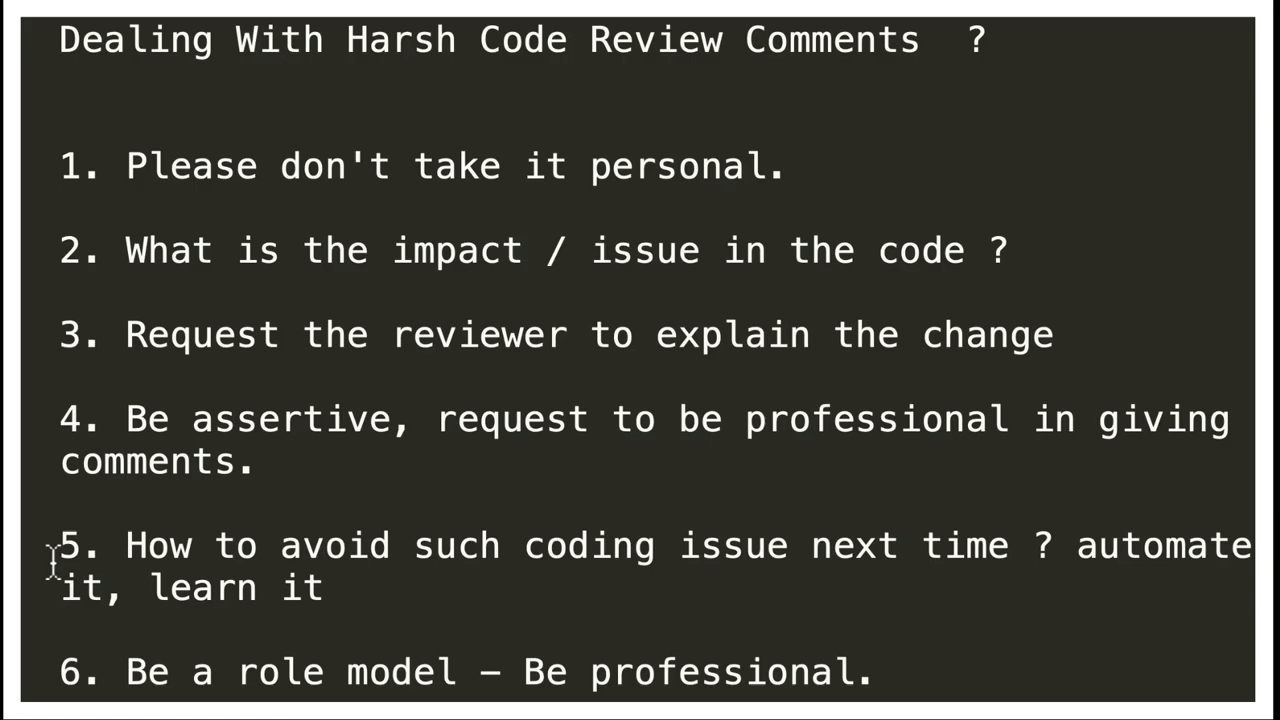 Dealing With Harsh Code Review Comments  ?
1. Please don't take it personal.
2. What is the impact / issue in the code ?
3. Request the reviewer to explain the change
4. Be assertive, request to be professional in giving
comments.
5. How to avoid such coding issue next time ? automate
it, learn it
6. Be a role model – Be professional.